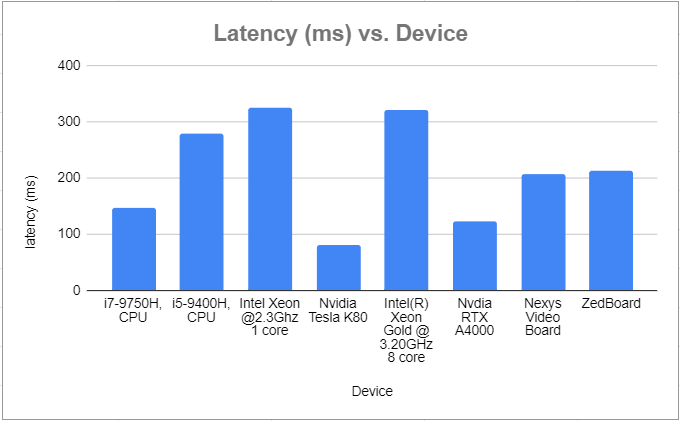 Latency (ms) vs. Device
400
300
200
100
0
latency (ms)
i7-9750H,
CPU
i5-9400H,
CPU
Intel Xeon
@2.3Ghz
1 core
Nvidia
Tesla K80
Intel(R)
Xeon
Gold @
3.20GHz
8 core
Nvdia
RTX
A4000
Nexys
Video
Board
ZedBoard
Device